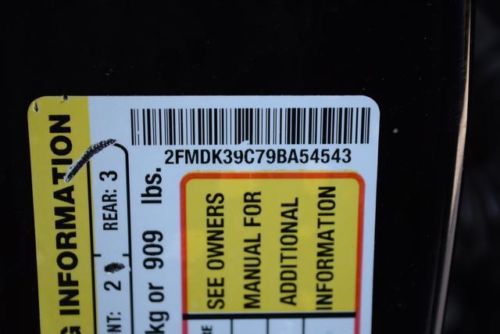 2FMDK39C79BA54543
G INFORMATION
NT: 2
REAR: 3
kg or 909 lbs.
SEE OWNERS
MANUAL FOR
ADDITIONAL
INFORMATION